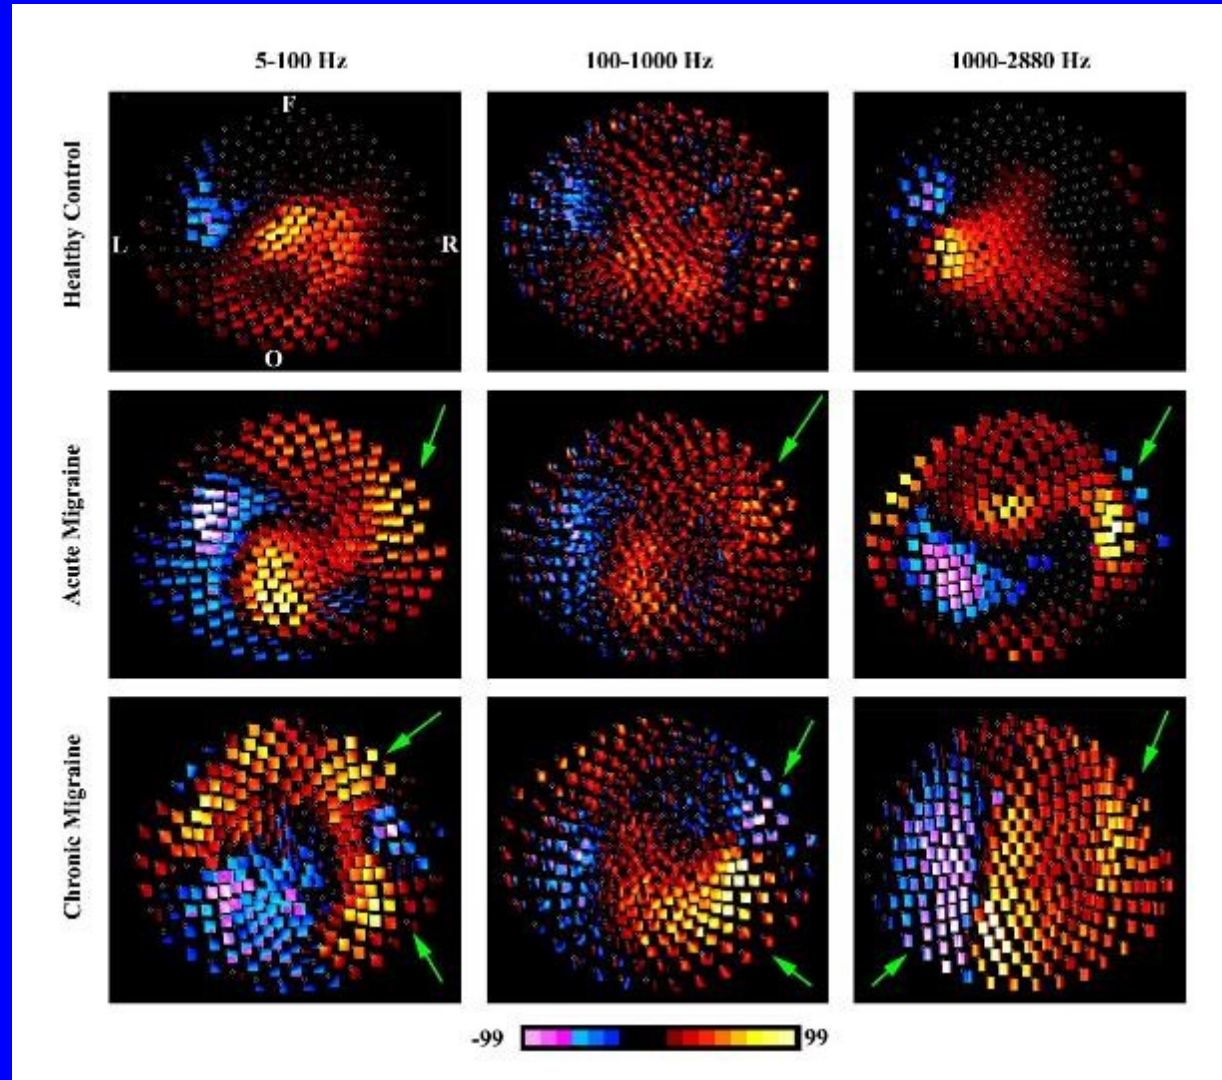 5-100 Hz
100-1000 Hz
1000-2880 Hz
Healthy Control
F
L
R
O
Acute Migraine
Chronic Migraine
-99
99